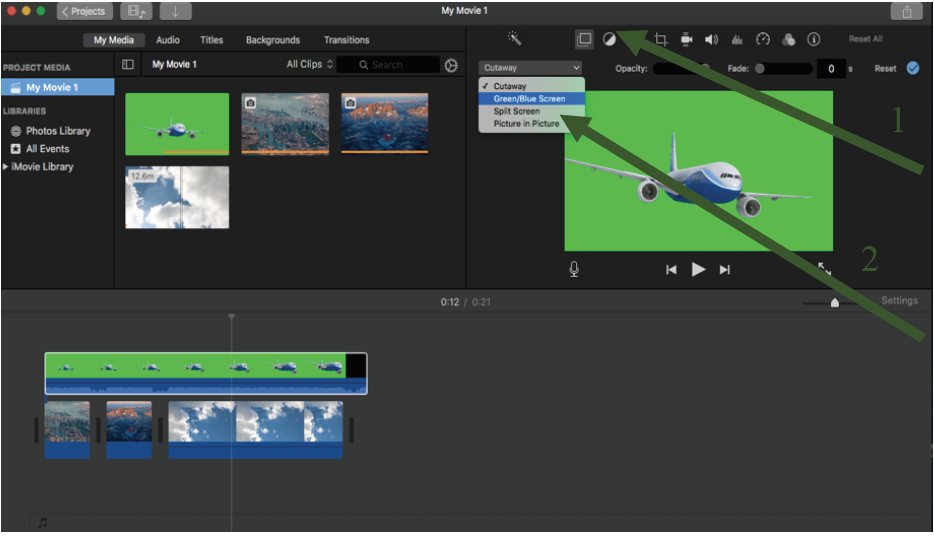 Projects
My Movie 1
My Media Audio Titles Backgrounds Transitions
Reset All
PROJECT MEDIA
My Movie 1
LIBRARIES
Photos Library
All Events
iMovie Library
My Movie 1 All Clips Search
12.6m
Cutaway Opacity: Fade: 0 s Reset
✓ Cutaway
Green/Blue Screen
Split Screen
Picture in Picture
1
2
0:12 / 0:21 Settings